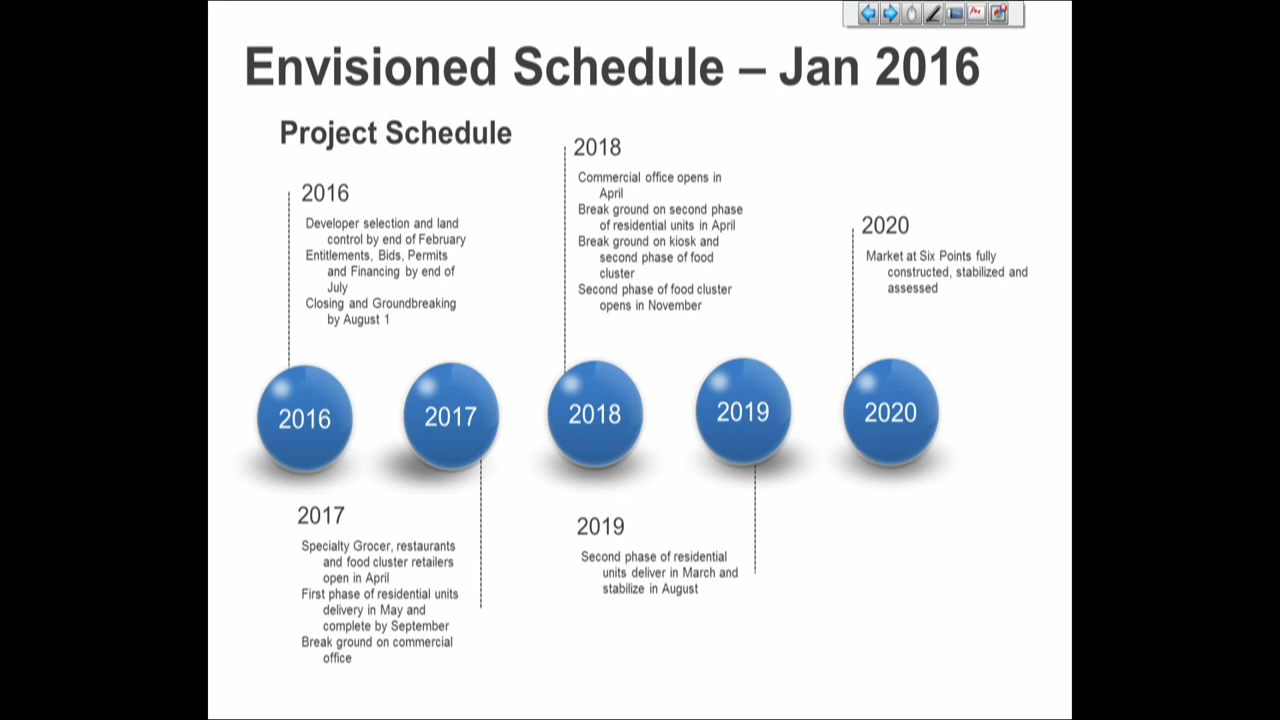 Envisioned Schedule – Jan 2016
Project Schedule
2016
Developer selection and land
control by end of February
Entitlements, Bids, Permits
and Financing by end of
July
Closing and Groundbreaking
by August 1
2018
Commercial office opens in
April
Break ground on second phase
of residential units in April
Break ground on kiosk and
second phase of food
cluster
Second phase of food cluster
opens in November
2020
Market at Six Points fully
constructed, stabilized and
assessed
2016
2017
2018
2019
2020
2017
Specialty Grocer, restaurants
and food cluster retailers
open in April
First phase of residential units
delivery in May and
complete by September
Break ground on commercial
office
2019
Second phase of residential
units deliver in March and
stabilize in August